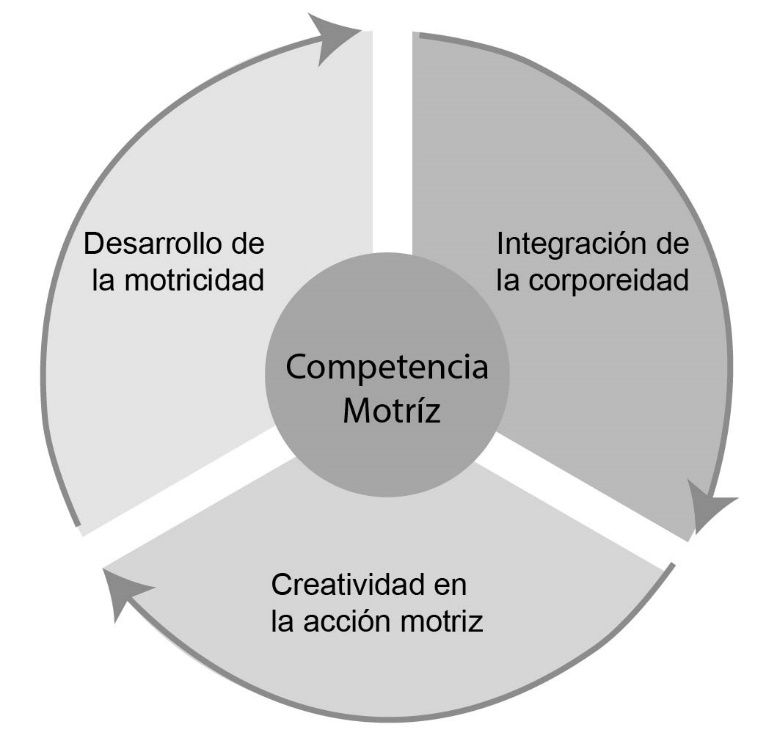 Desarrollo de
la motricidad
Integración de
la corporeidad
Competencia
Motríz
Creatividad en
la acción motriz